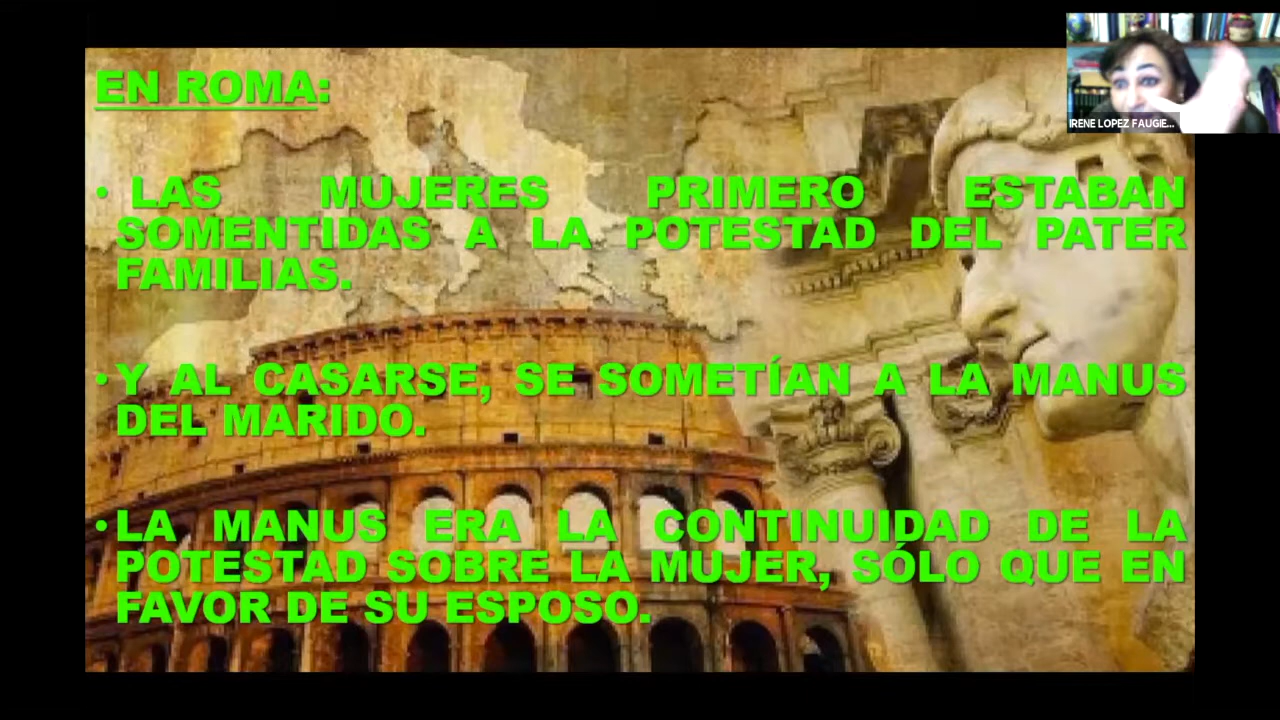 EN ROMA:
• LAS MUJERES PRIMERO ESTABAN
SOMENTIDAS A LA POTESTAD DEL PATER
FAMILIAS.
• Y AL CASARSE, SE SOMETÍAN A LA MANUS
DEL MARIDO.
• LA MANUS ERA LA CONTINUIDAD DE LA
POTESTAD SOBRE LA MUJER, SÓLO QUE EN
FAVOR DE SU ESPOSO.
IRENE LOPEZ FAUGIE...